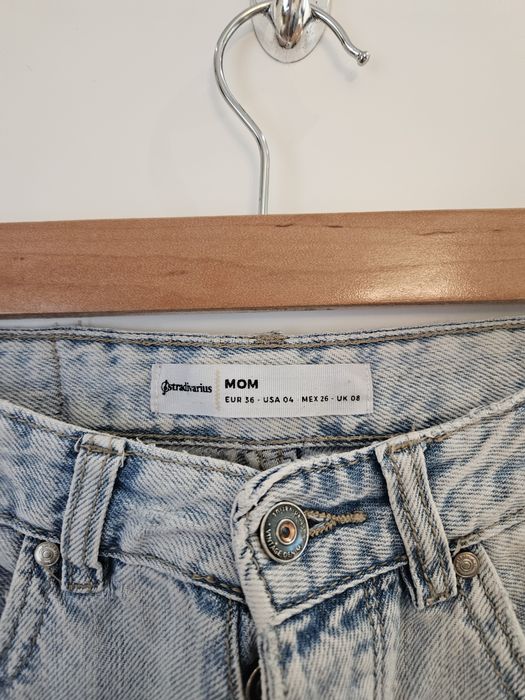 Stradivarius
MOM
EUR 36 - USA 04 - MEX 26 - UK 08